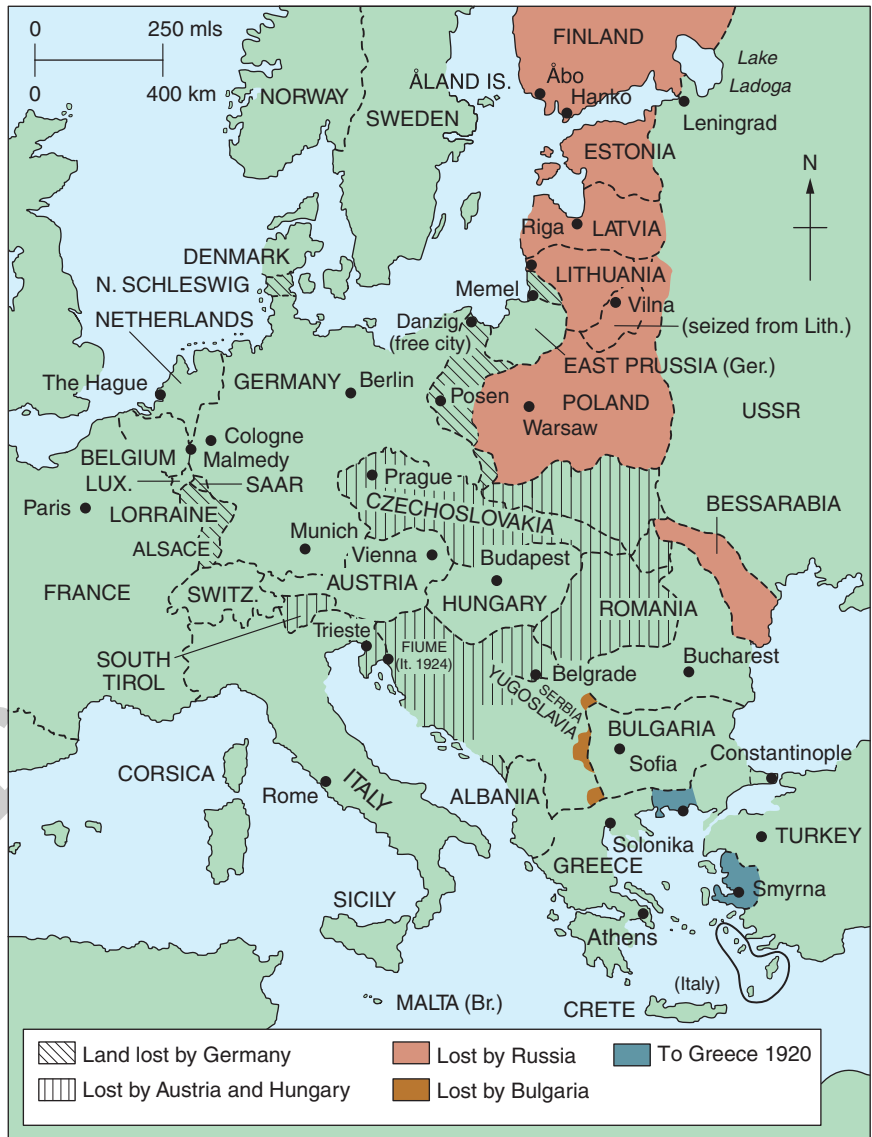 0 250 mls
0 400 km
FINLAND
Lake
Ladoga
ÅLAND IS.
Åbo
Hanko
NORWAY
SWEDEN
Leningrad
ESTONIA
N
Riga
LATVIA
DENMARK
N. SCHLESWIG
LITHUANIA
Memel
NETHERLANDS
Vilna
Danzig
(free city)
(seized from Lith.)
EAST PRUSSIA (Ger.)
The Hague
GERMANY
Berlin
Posen
POLAND
Warsaw
USSR
Cologne
BELGIUM
Malmedy
LUX.
SAAR
Prague
CZECHOSLOVAKIA
BESSARABIA
Paris
LORRAINE
ALSACE
Munich
Vienna
Budapest
FRANCE
SWITZ.
AUSTRIA
HUNGARY
ROMANIA
SOUTH
TIROL
Trieste
FIUME
(It. 1924)
Belgrade
Bucharest
YUGOSLAVIA
SERBIA
BULGARIA
Sofia
Constantinople
CORSICA
ITALY
Rome
ALBANIA
Solonika
TURKEY
GREECE
Smyrna
SICILY
Athens
(Italy)
MALTA (Br.)
CRETE
Land lost by Germany
Lost by Russia
To Greece 1920
Lost by Austria and Hungary
Lost by Bulgaria